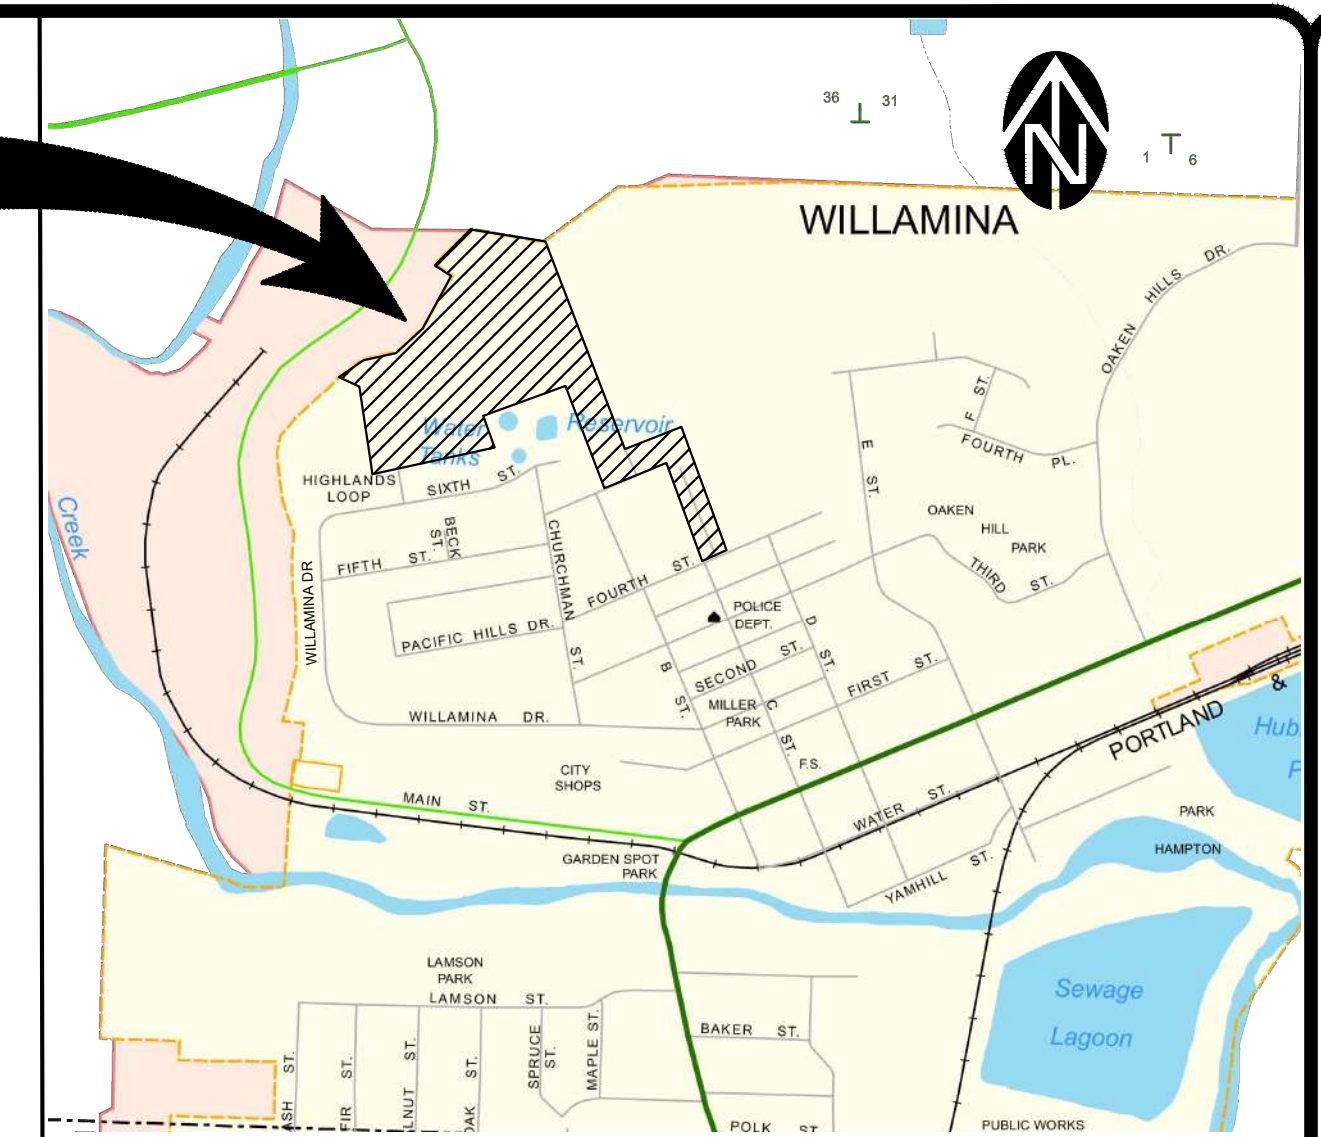 36 31
1 6
N
WILLAMINA
OAKEN HILLS DR.
F ST.
FOURTH PL.
E ST.
Water
Tanks
Reservoir
HIGHLANDS
LOOP
SIXTH ST.
BECK
ST.
OAKEN
HILL
PARK
Creek
FIFTH ST.
CHURCHMAN ST.
FOURTH ST.
THIRD ST.
WILLAMINA DR
PACIFIC HILLS DR.
POLICE
DEPT.
D ST.
B ST.
SECOND ST.
FIRST ST.
MILLER
PARK
C ST.
WILLAMINA DR.
F.S.
CITY
SHOPS
PORTLAND &
Hub
P
MAIN ST.
WATER ST.
PARK
HAMPTON
GARDEN SPOT
PARK
YAMHILL ST.
LAMSON
PARK
LAMSON ST.
Sewage
Lagoon
BAKER ST.
ASH ST.
FIR ST.
LNUT ST.
OAK ST.
SPRUCE
ST.
MAPLE ST.
POLK ST
PUBLIC WORKS